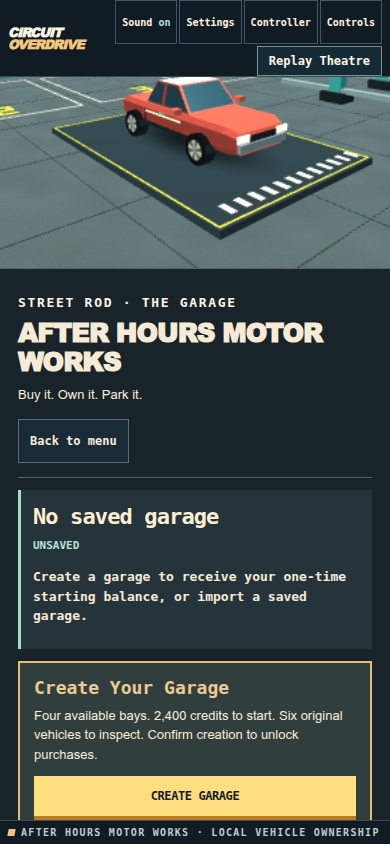 CIRCUIT
OVERDRIVE
Sound on
Settings
Controller
Controls
Replay Theatre
STREET ROD · THE GARAGE
AFTER HOURS MOTOR
WORKS
Buy it. Own it. Park it.
Back to menu
No saved garage
UNSAVED
Create a garage to receive your one-time
starting balance, or import a saved
garage.
Create Your Garage
Four available bays. 2,400 credits to start. Six original
vehicles to inspect. Confirm creation to unlock
purchases.
CREATE GARAGE
AFTER HOURS MOTOR WORKS · LOCAL VEHICLE OWNERSHIP